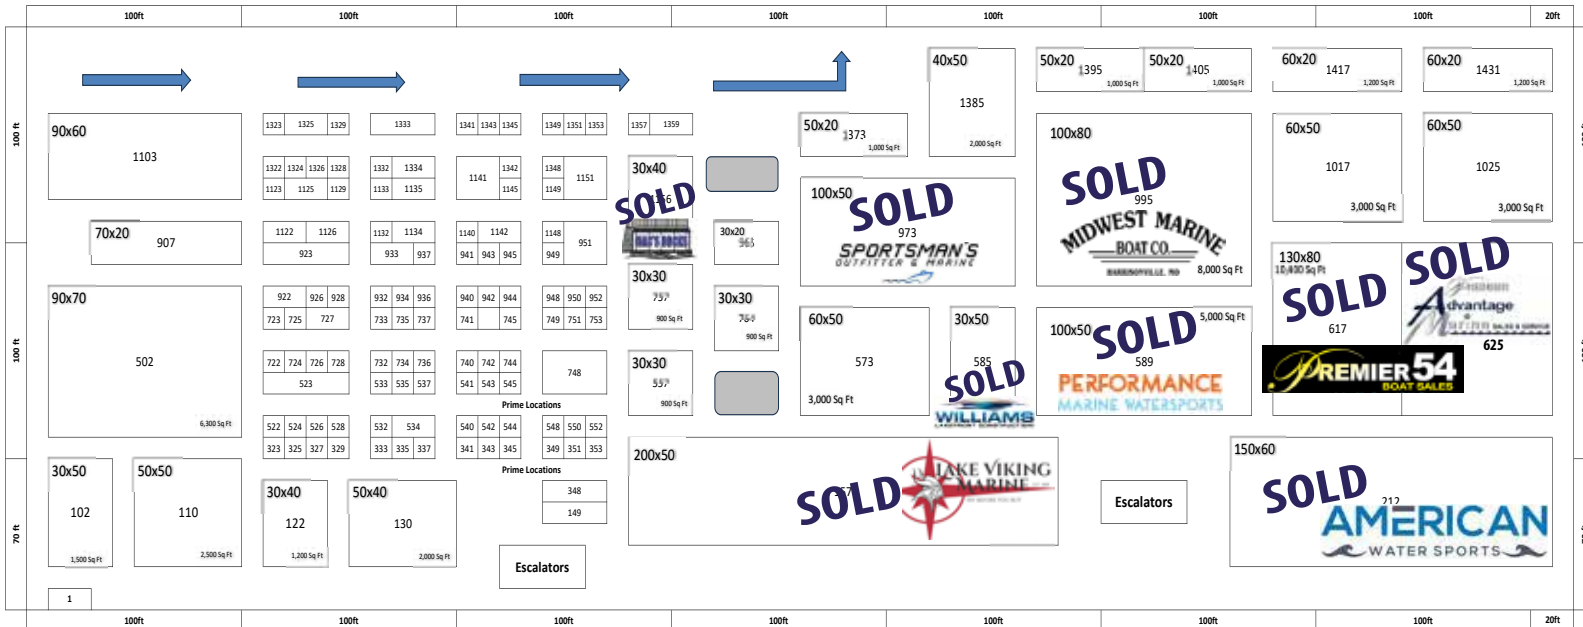 100ft 100ft 100ft 100ft 100ft 100ft 100ft 20ft
100 ft
100 ft
70 ft
90x60
1103
1323 1325 1329
1333
1341 1343 1345
1349 1351 1353
1357 1359
50x20
1373
1,000 Sq Ft
40x50
1385
2,000 Sq Ft
50x20
1395
1,000 Sq Ft
50x20
1405
1,000 Sq Ft
60x20
1417
1,200 Sq Ft
60x20
1431
1,200 Sq Ft
1322 1324 1326 1328
1123 1125 1129
1332 1334
1133 1135
1141
1342
1145
1348
1149
1151
30x40
SOLD
100x50
SOLD
973
SPORTSMAN'S
OUTFITTER & MARINE
100x80
SOLD
995
MIDWEST MARINE
BOAT CO.
HARRISONVILLE, MO
8,000 Sq Ft
60x50
1017
3,000 Sq Ft
60x50
1025
3,000 Sq Ft
70x20
907
1122 1126
923
1132 1134
933 937
1140 1142
941 943 945
1148
949
951
30x20
90x70
502
6,300 Sq Ft
922 926 928
723 725 727
932 934 936
733 735 737
940 942 944
741 745
948 950 952
749 751 753
30x30
757
900 Sq Ft
30x30
900 Sq Ft
722 724 726 728
523
732 734 736
533 535 537
740 742 744
541 543 545
748
30x30
557
900 Sq Ft
Prime Locations
60x50
573
3,000 Sq Ft
30x50
585
SOLD
WILLIAMS
100x50
5,000 Sq Ft
SOLD
589
PERFORMANCE
MARINE WATERSPORTS
130x80
10,400 Sq Ft
SOLD
617
PREMIER 54
BOAT SALES
SOLD
Premium
Advantage
Marine SALES & SERVICE
625
522 524 526 528
323 325 327 329
532 534
333 335 337
540 542 544
341 343 345
548 550 552
349 351 353
Prime Locations
30x50
102
1,500 Sq Ft
50x50
110
2,500 Sq Ft
30x40
122
1,200 Sq Ft
50x40
130
2,000 Sq Ft
348
149
Escalators
200x50
SOLD
LAKE VIKING
MARINE
Escalators
150x60
SOLD
212
AMERICAN
WATER SPORTS
1
100ft 100ft 100ft 100ft 100ft 100ft 100ft 20ft